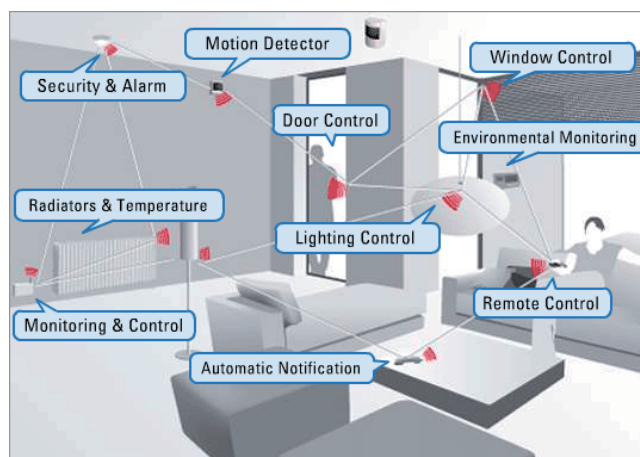 Motion Detector
Window Control
Security & Alarm
Door Control
Environmental Monitoring
Radiators & Temperature
Lighting Control
Remote Control
Monitoring & Control
Automatic Notification